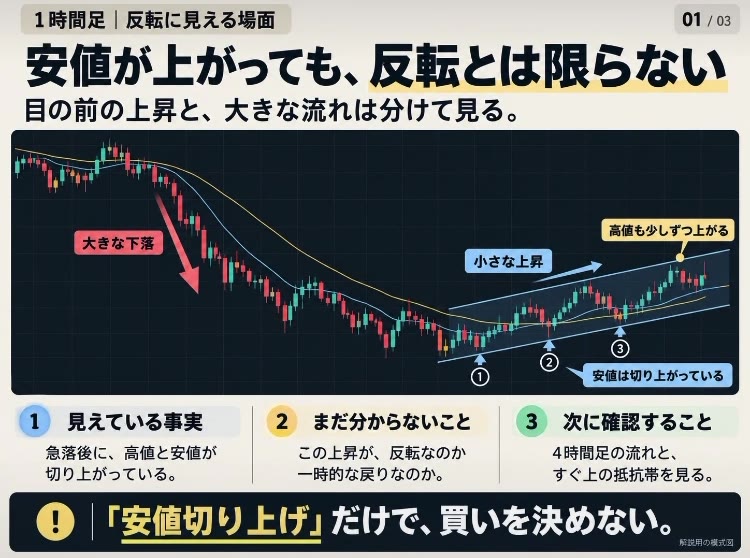 1時間足｜反転に見える場面
01 / 03
安値が上がっても、反転とは限らない
目の前の上昇と、大きな流れは分けて見る。
大きな下落
小さな上昇
高値も少しずつ上がる
1
2
3
安値は切り上がっている
1 見えている事実
急落後に、高値と安値が
切り上がっている。
2 まだ分からないこと
この上昇が、反転なのか
一時的な戻りなのか。
3 次に確認すること
4時間足の流れと、
すぐ上の抵抗帯を見る。
! 「安値切り上げ」だけで、買いを決めない。
解説用の模式図